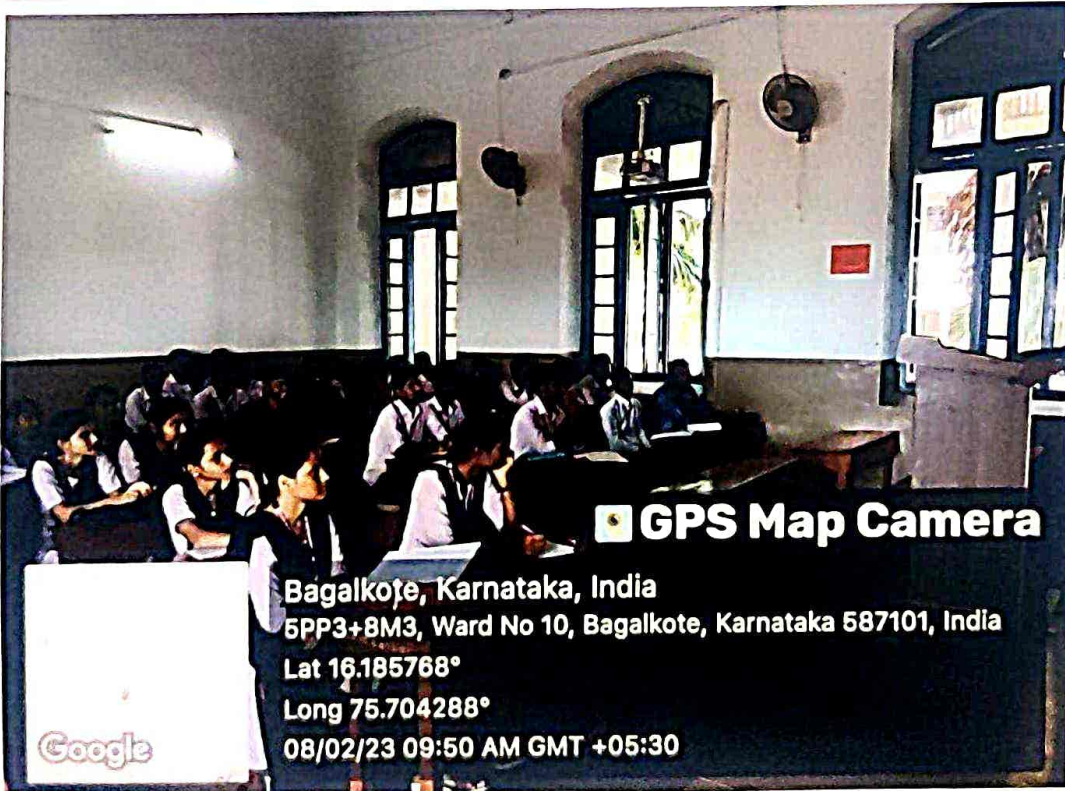 GPS Map Camera
Bagalkote, Karnataka, India
5PP3+8M3, Ward No 10, Bagalkote, Karnataka 587101, India
Lat 16.185768°
Long 75.704288°
08/02/23 09:50 AM GMT +05:30
Google